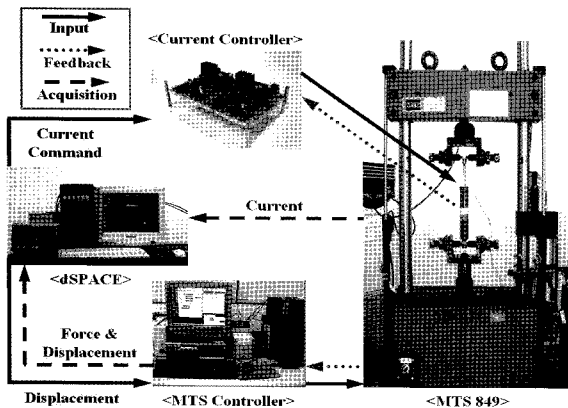 Input
Feedback
Acquisition
<Current Controller>
Current
Command
Current
<dSPACE>
Force &
Displacement
Displacement
<MTS Controller>
<MTS 849>